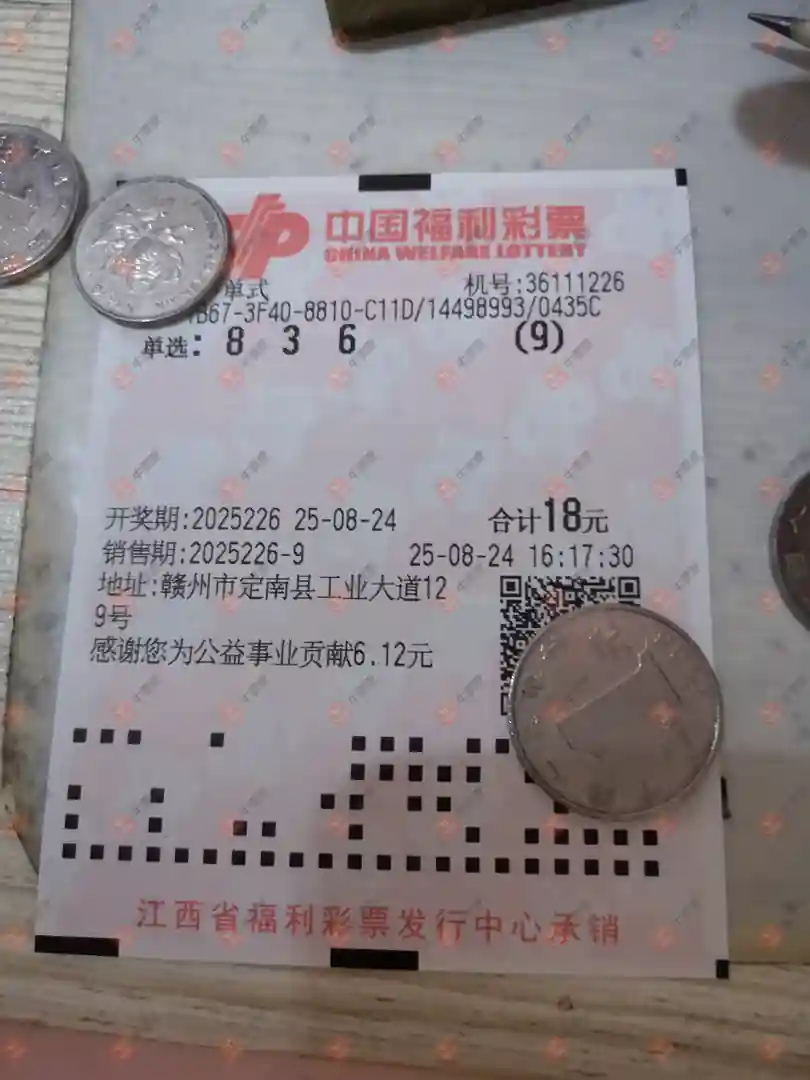 中国福利彩票
CHINA WELFARE LOTTERY
单式 机号:36111226
B67-3F40-8810-C11D/14498993/0435C
单选: 8 3 6 (9)
开奖期:2025226 25-08-24 合计18元
销售期:2025226-9 25-08-24 16:17:30
地址:赣州市定南县工业大道12
9号
感谢您为公益事业贡献6.12元
江西省福利彩票发行中心承销